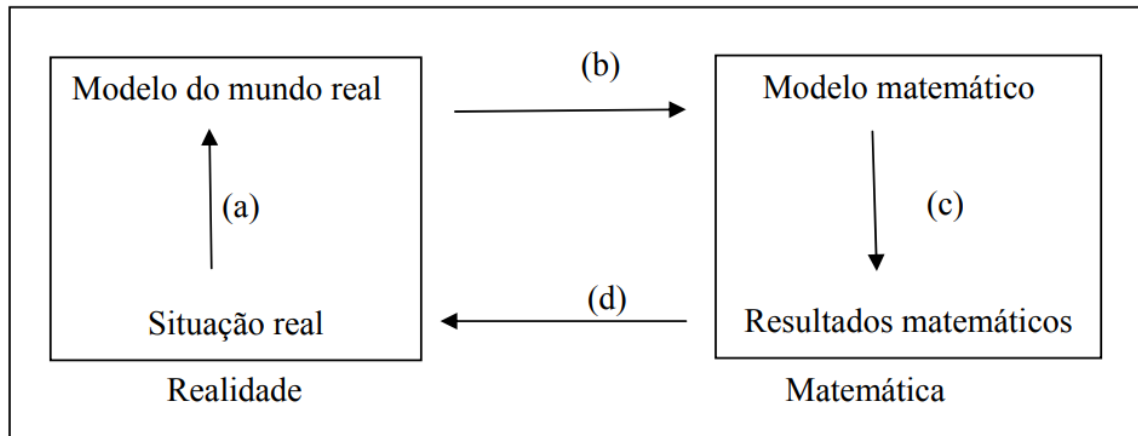 Modelo do mundo real
(b)
Modelo matemático
(a)
(c)
Situação real
(d)
Resultados matemáticos
Realidade
Matemática